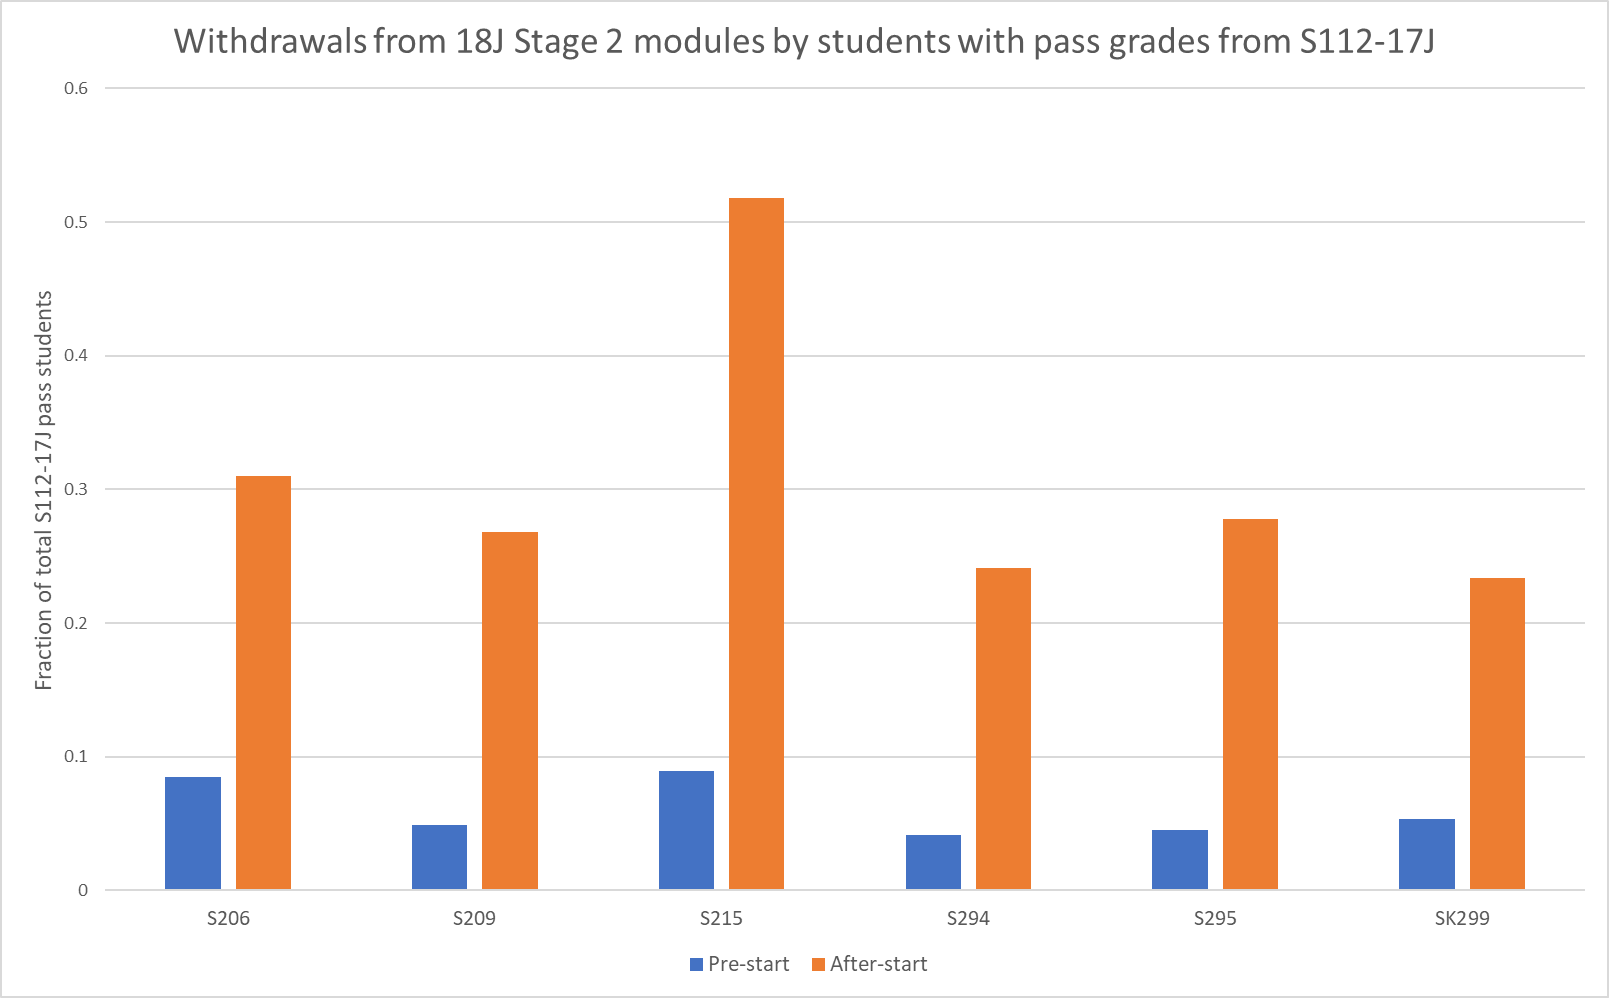 Withdrawals from 18J Stage 2 modules by students with pass grades from S112-17J
Fraction of total S112-17J pass students
0.6
0.5
0.4
0.3
0.2
0.1
0
S206 S209 S215 S294 S295 SK299
Pre-start After-start